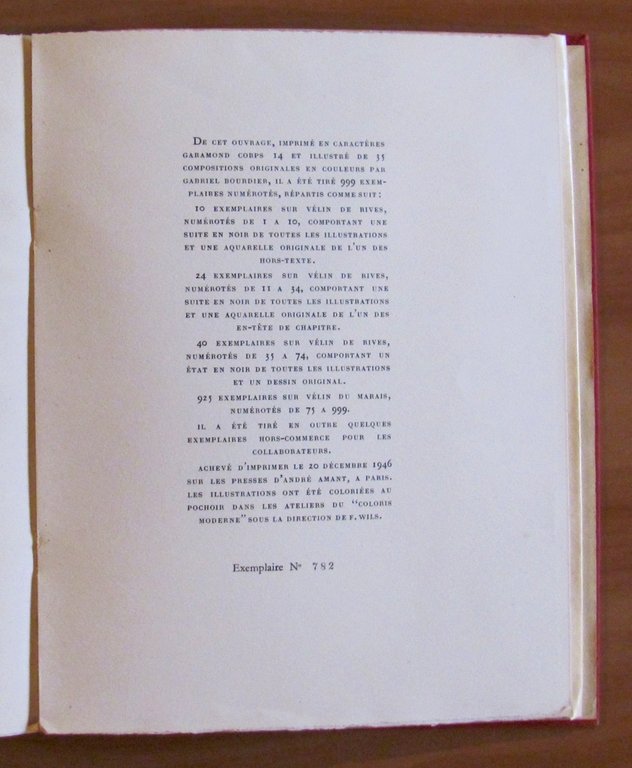 DE CET OUVRAGE, IMPRIMÉ EN CARACTÈRES
GARAMOND CORPS 14 ET ILLUSTRÉ DE 35
COMPOSITIONS ORIGINALES EN COULEURS PAR
GABRIEL BOURDIER, IL A ÉTÉ TIRÉ 999 EXEM-
PLAIRES NUMÉROTÉS, RÉPARTIS COMME SUIT :
10 EXEMPLAIRES SUR VÉLIN DE RIVES,
NUMÉROTÉS DE 1 A 10, COMPORTANT UNE
SUITE EN NOIR DE TOUTES LES ILLUSTRATIONS
ET UNE AQUARELLE ORIGINALE DE L'UN DES
HORS-TEXTE.
24 EXEMPLAIRES SUR VÉLIN DE RIVES,
NUMÉROTÉS DE 11 A 34, COMPORTANT UNE
SUITE EN NOIR DE TOUTES LES ILLUSTRATIONS
ET UNE AQUARELLE ORIGINALE DE L'UN DES
EN-TÊTE DE CHAPITRE.
40 EXEMPLAIRES SUR VÉLIN DE RIVES,
NUMÉROTÉS DE 35 A 74, COMPORTANT UN
ÉTAT EN NOIR DE TOUTES LES ILLUSTRATIONS
ET UN DESSIN ORIGINAL.
925 EXEMPLAIRES SUR VÉLIN DU MARAIS,
NUMÉROTÉS DE 75 A 999.
IL A ÉTÉ TIRÉ EN OUTRE QUELQUES
EXEMPLAIRES HORS-COMMERCE POUR LES
COLLABORATEURS.
ACHEVÉ D'IMPRIMER LE 20 DÉCEMBRE 1946
SUR LES PRESSES D'ANDRÉ AMANT, A PARIS.
LES ILLUSTRATIONS ONT ÉTÉ COLORIÉES AU
POCHOIR DANS LES ATELIERS DU "COLORIS
MODERNE" SOUS LA DIRECTION DE F. WILS.
Exemplaire N° 782